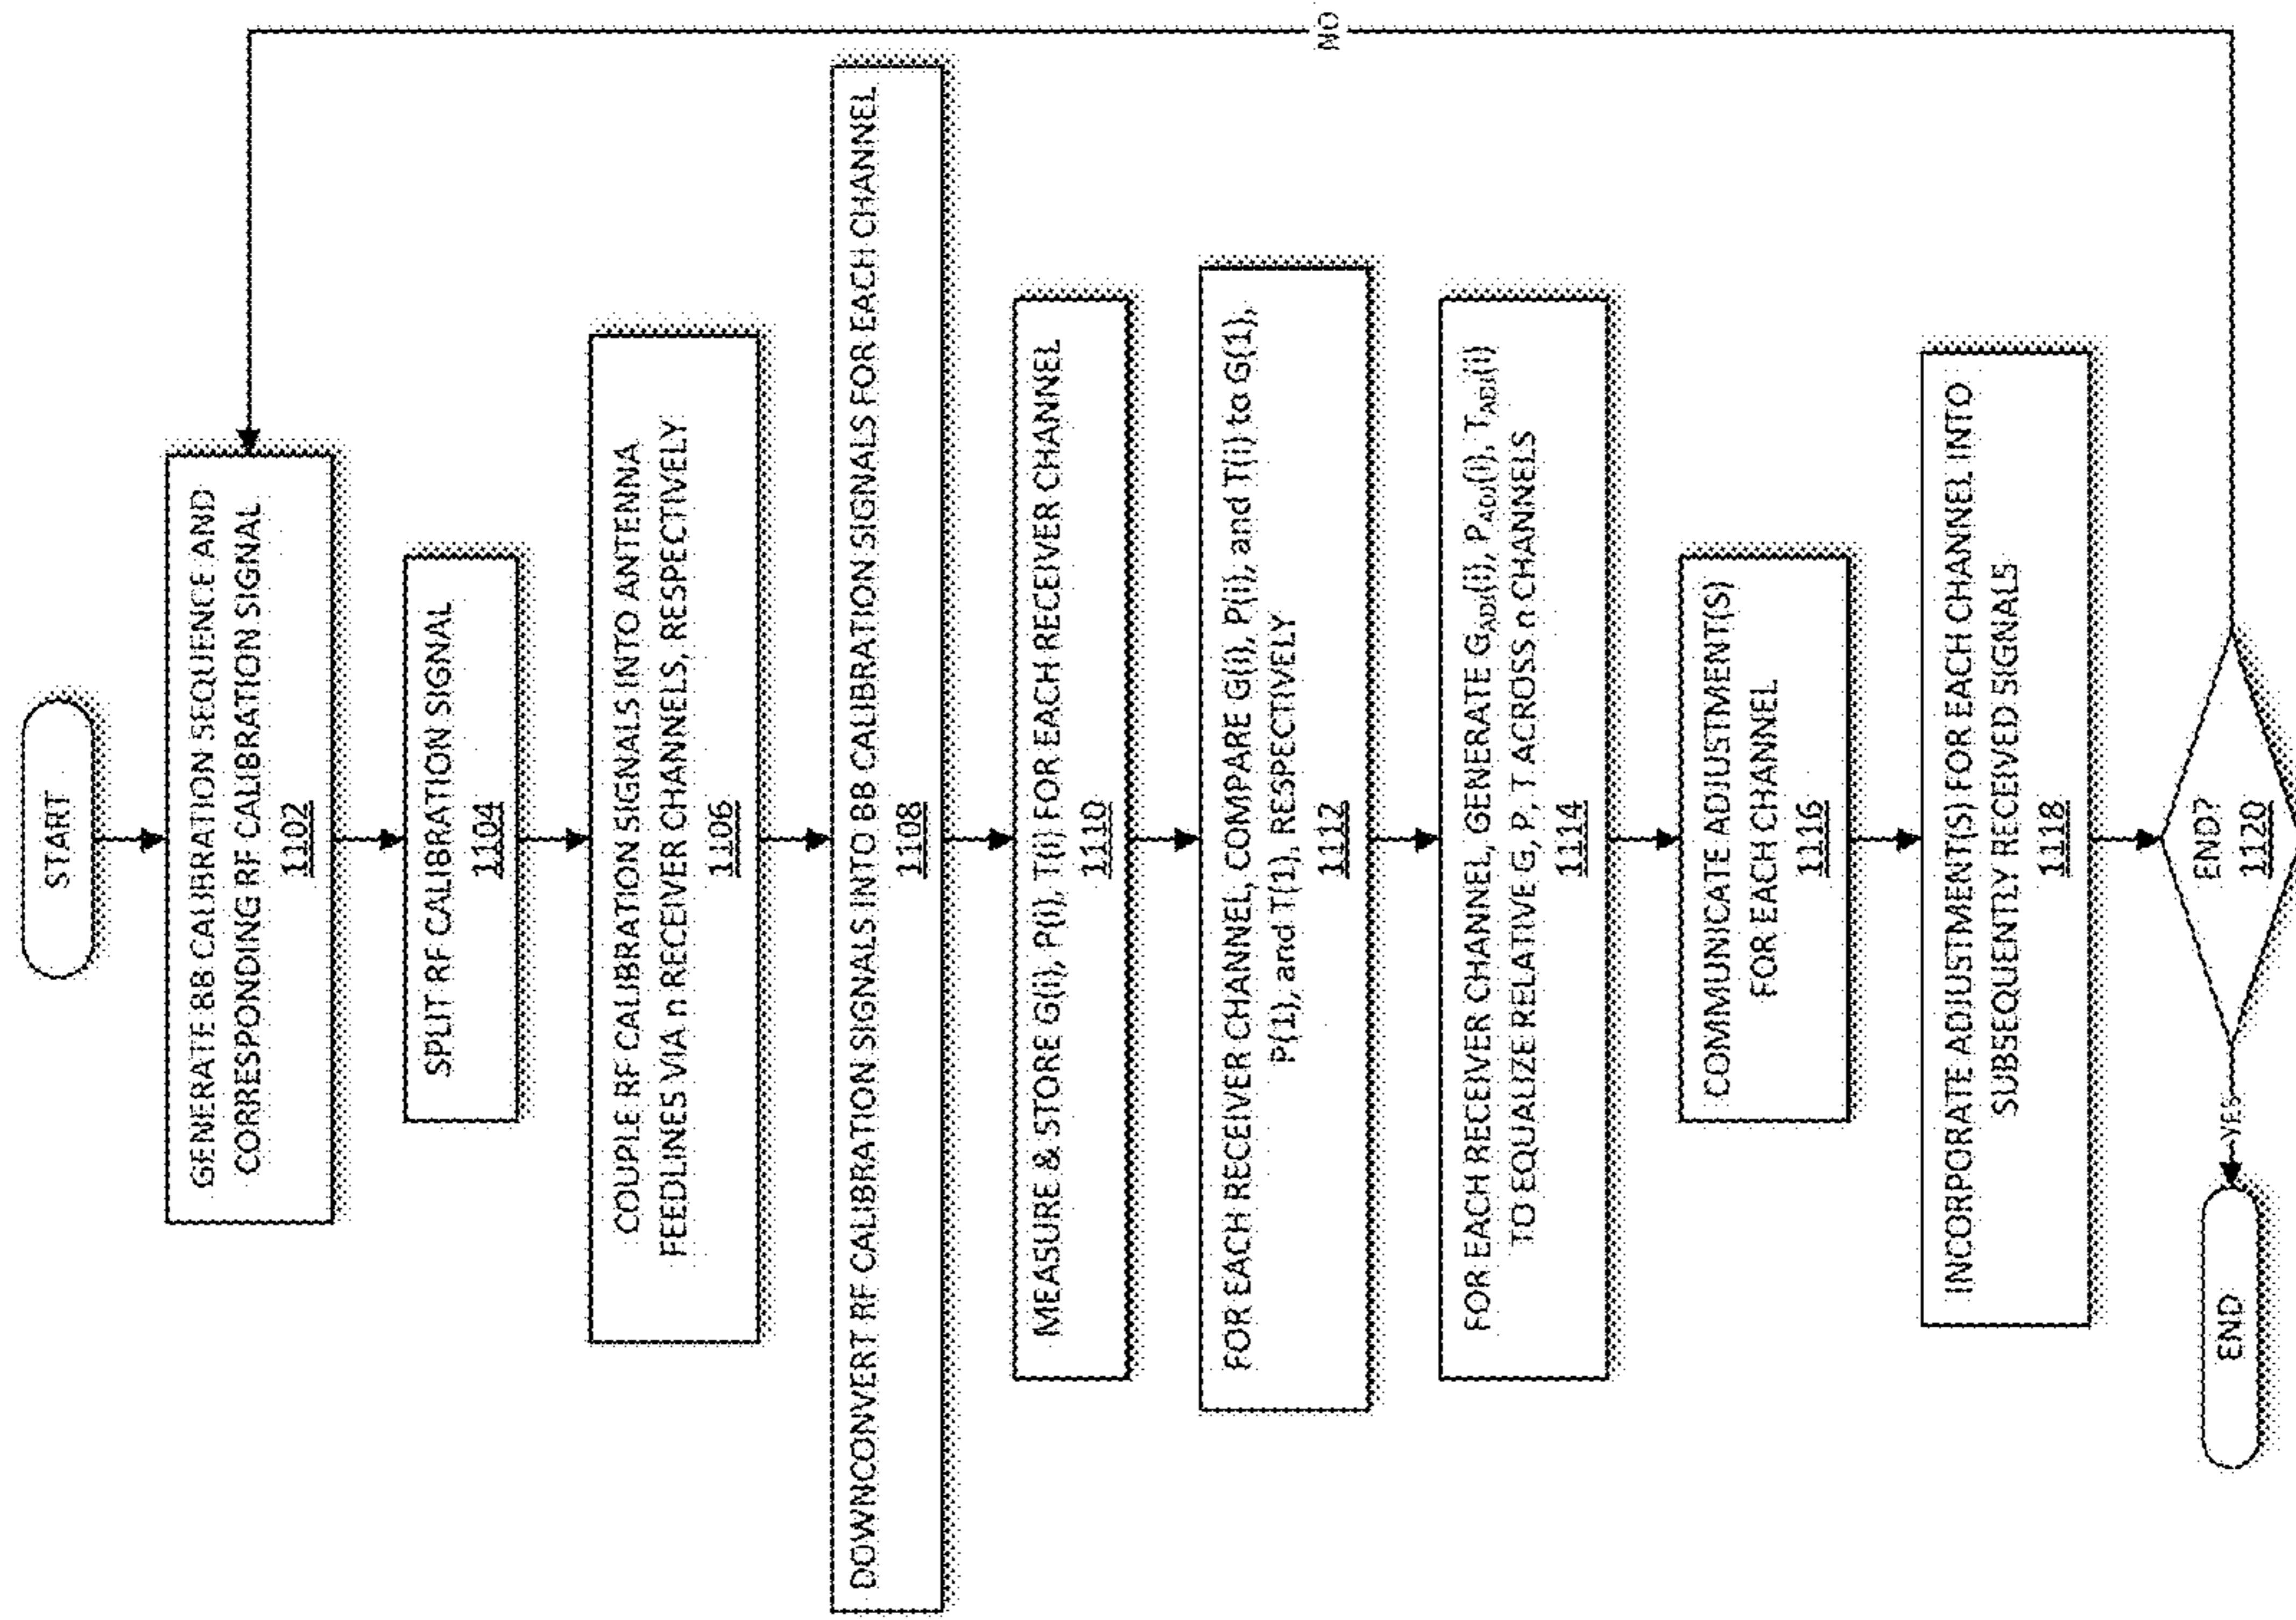 START
GENERATE BB CALIBRATION SEQUENCE AND
CORRESPONDING RF CALIBRATION SIGNAL
1102
SPLIT RF CALIBRATION SIGNAL
1104
COUPLE RF CALIBRATION SIGNALS INTO ANTENNA
FEEDLINES VIA n RECEIVER CHANNELS, RESPECTIVELY
1106
DOWNCONVERT RF CALIBRATION SIGNALS INTO BB CALIBRATION SIGNALS FOR EACH CHANNEL
1108
MEASURE & STORE G(i), P(i), T(i) FOR EACH RECEIVER CHANNEL
1110
FOR EACH RECEIVER CHANNEL, COMPARE G(i), P(i), and T(i) to G(1),
P(1), and T(1), RESPECTIVELY
1112
FOR EACH RECEIVER CHANNEL, GENERATE GADJ(i), PADJ(i), TADJ(i)
TO EQUALIZE RELATIVE G, P, T ACROSS n CHANNELS
1114
COMMUNICATE ADJUSTMENT(S)
FOR EACH CHANNEL
1116
INCORPORATE ADJUSTMENT(S) FOR EACH CHANNEL INTO
SUBSEQUENTLY RECEIVED SIGNALS
1118
END?
1120
NO
YES
END